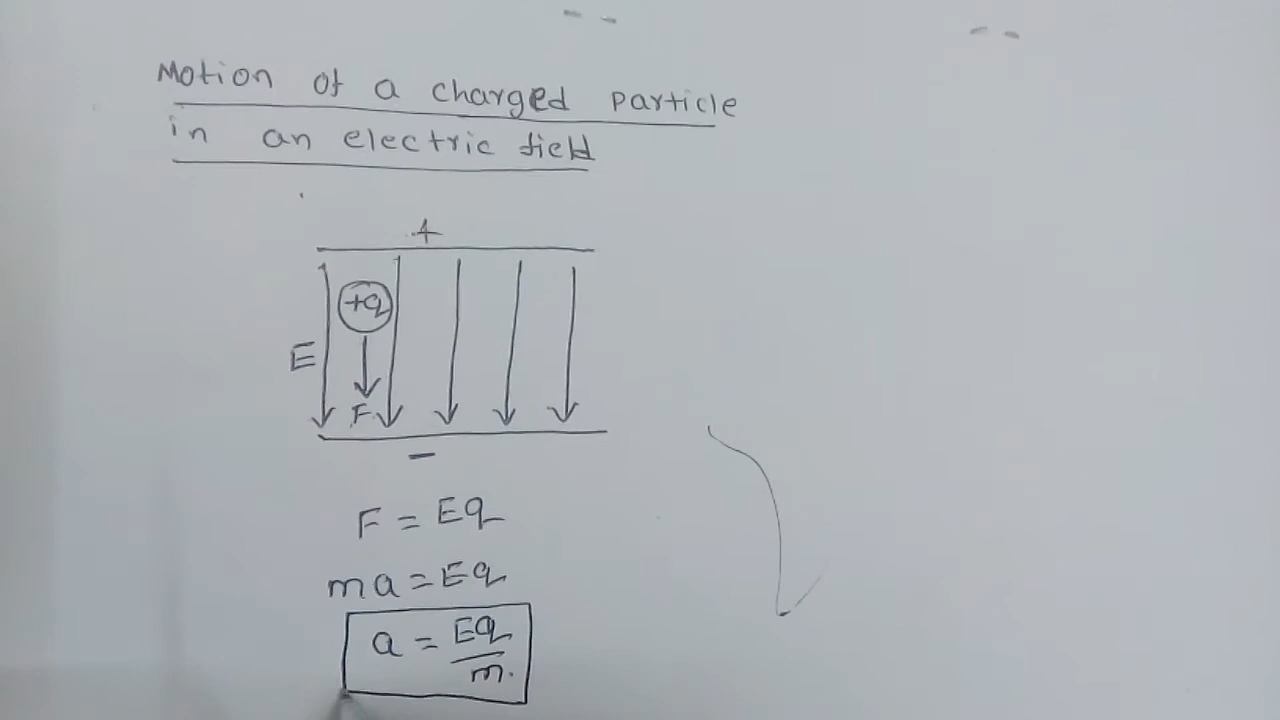 Motion of a charged particle
in an electric field
+
+q
E
F
-
F = Eq
ma = Eq
a = Eq/m